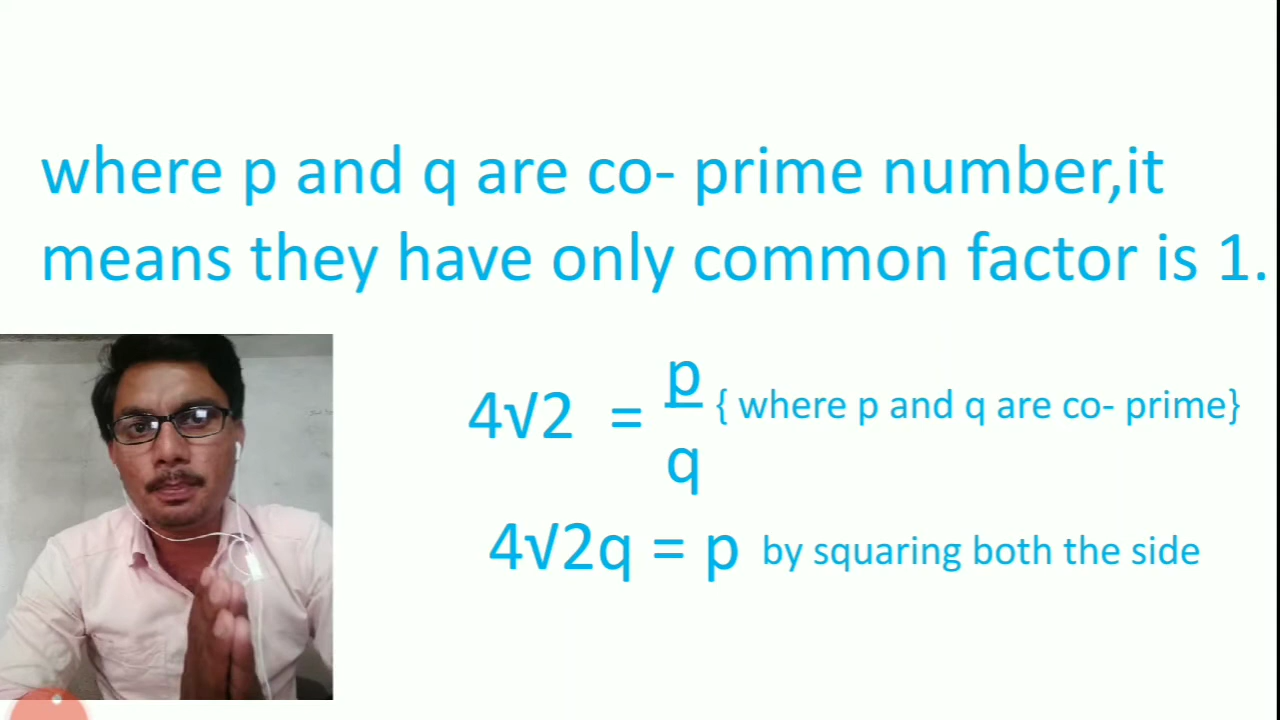 where p and q are co- prime number,it
means they have only common factor is 1.
4√2 = p/q { where p and q are co- prime}
4√2q = p by squaring both the side